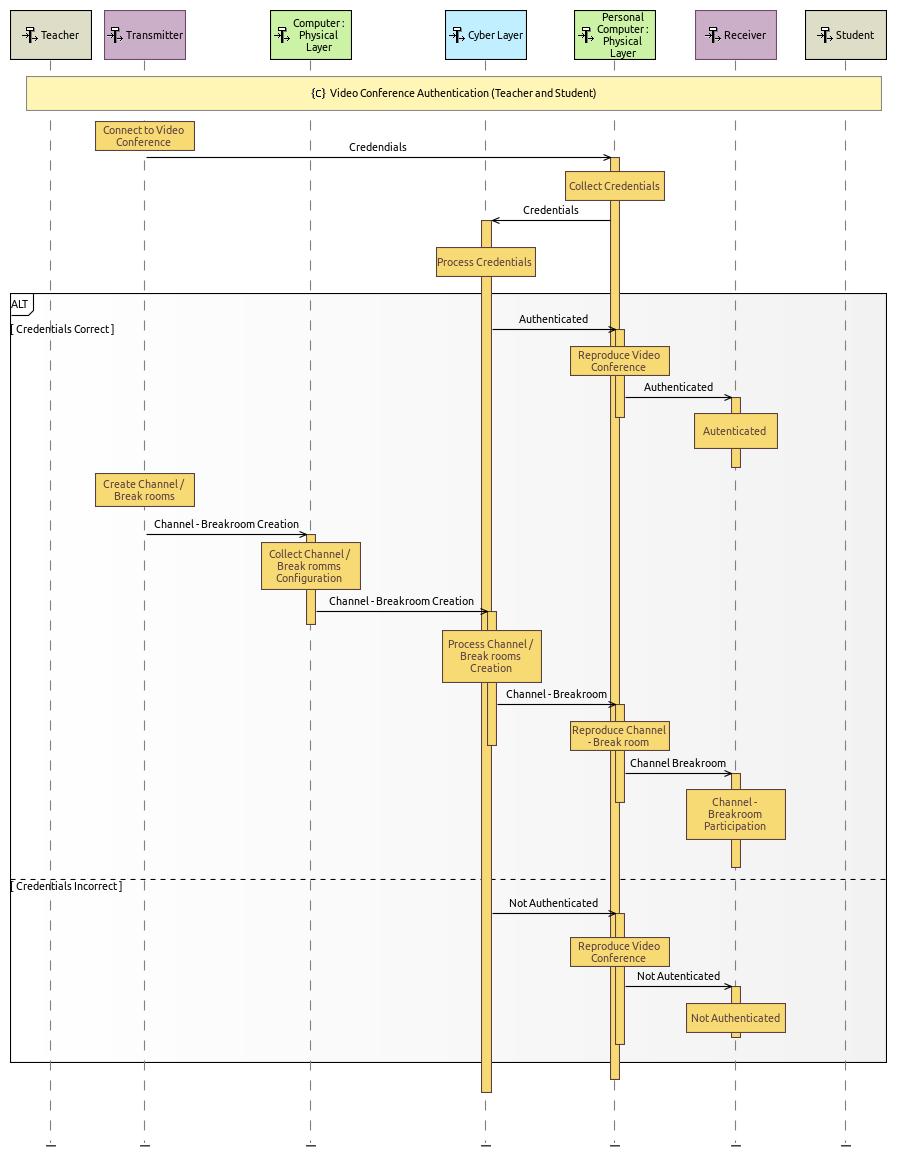 Teacher
Transmitter
Computer :
Physical
Layer
Cyber Layer
Personal
Computer :
Physical
Layer
Receiver
Student
{C} Video Conference Authentication (Teacher and Student)
Connect to Video
Conference
Credendials
Collect Credentials
Credentials
Process Credentials
ALT
[ Credentials Correct ]
Authenticated
Reproduce Video
Conference
Authenticated
Autenticated
Create Channel /
Break rooms
Channel - Breakroom Creation
Collect Channel /
Break romms
Configuration
Channel - Breakroom Creation
Process Channel /
Break rooms
Creation
Channel - Breakroom
Reproduce Channel
- Break room
Channel Breakroom
Channel -
Breakroom
Participation
[ Credentials Incorrect ]
Not Authenticated
Reproduce Video
Conference
Not Autenticated
Not Authenticated